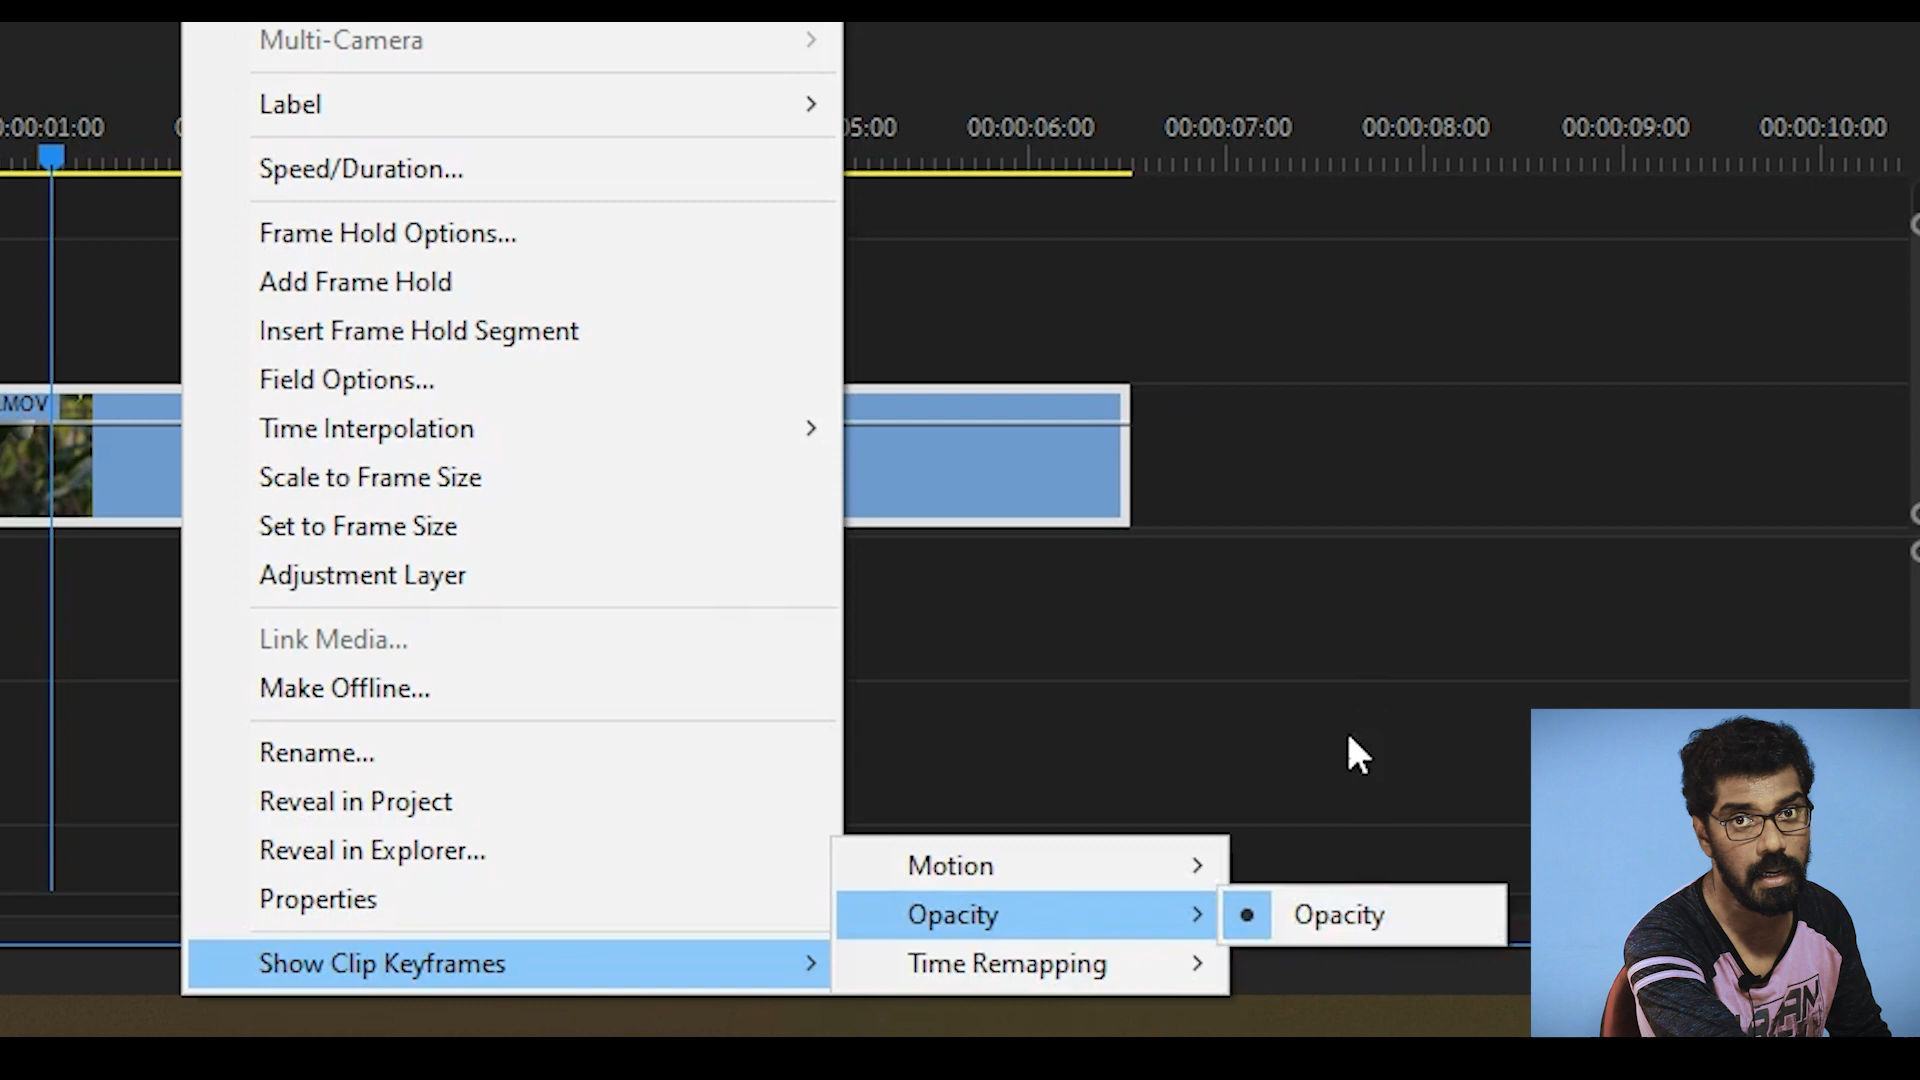 Multi-Camera
Label
0:00:01:00
05:00
00:00:06:00
00:00:07:00
00:00:08:00
00:00:09:00
00:00:10:00
Speed/Duration...
Frame Hold Options...
Add Frame Hold
Insert Frame Hold Segment
Field Options...
.MOV
Time Interpolation
Scale to Frame Size
Set to Frame Size
Adjustment Layer
Link Media...
Make Offline...
Rename...
Reveal in Project
Reveal in Explorer...
Properties
Show Clip Keyframes
Motion
Opacity
Time Remapping
Opacity